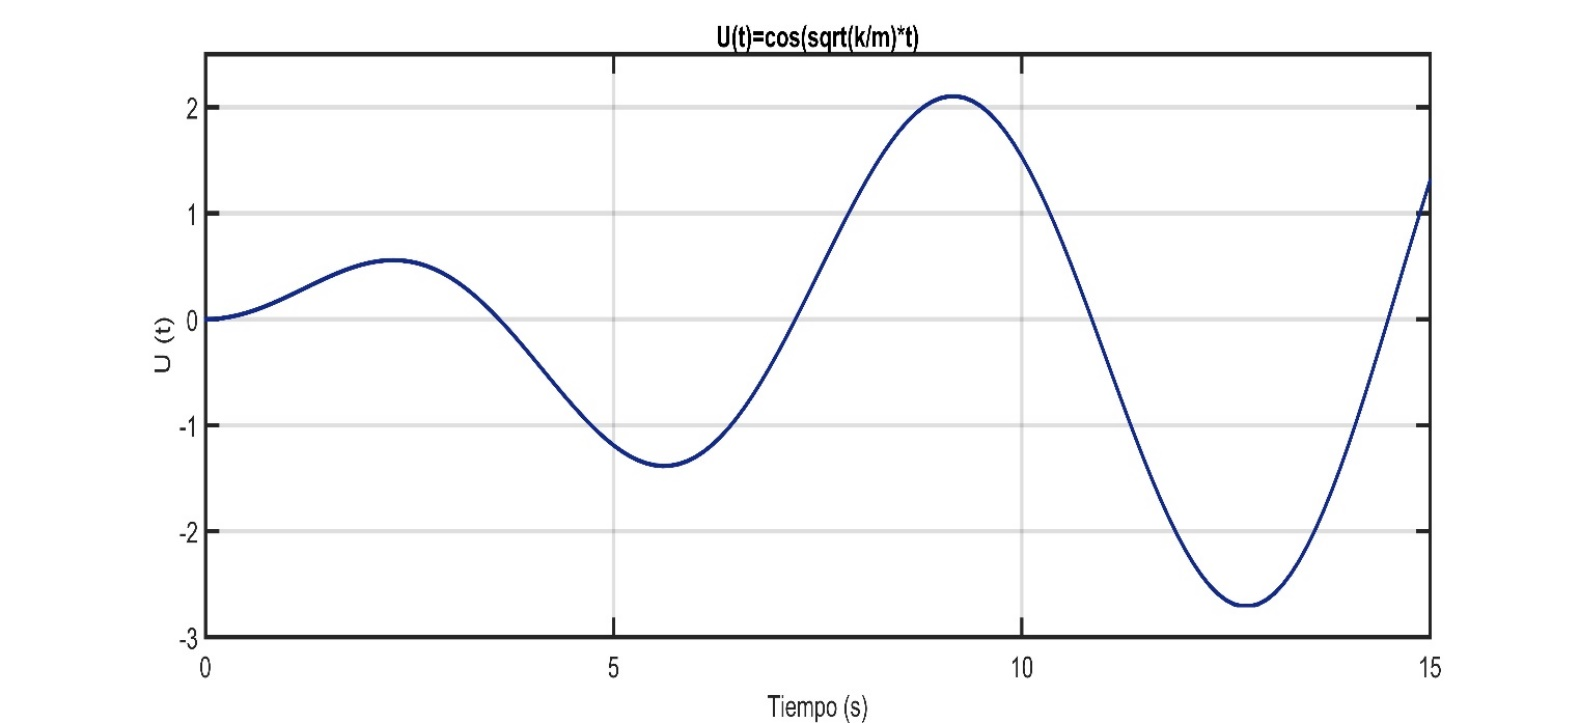 U(t)=cos(sqrt(k/m)*t)
2
1
0
-1
-2
-3
U (t)
0 5 10 15
Tiempo (s)